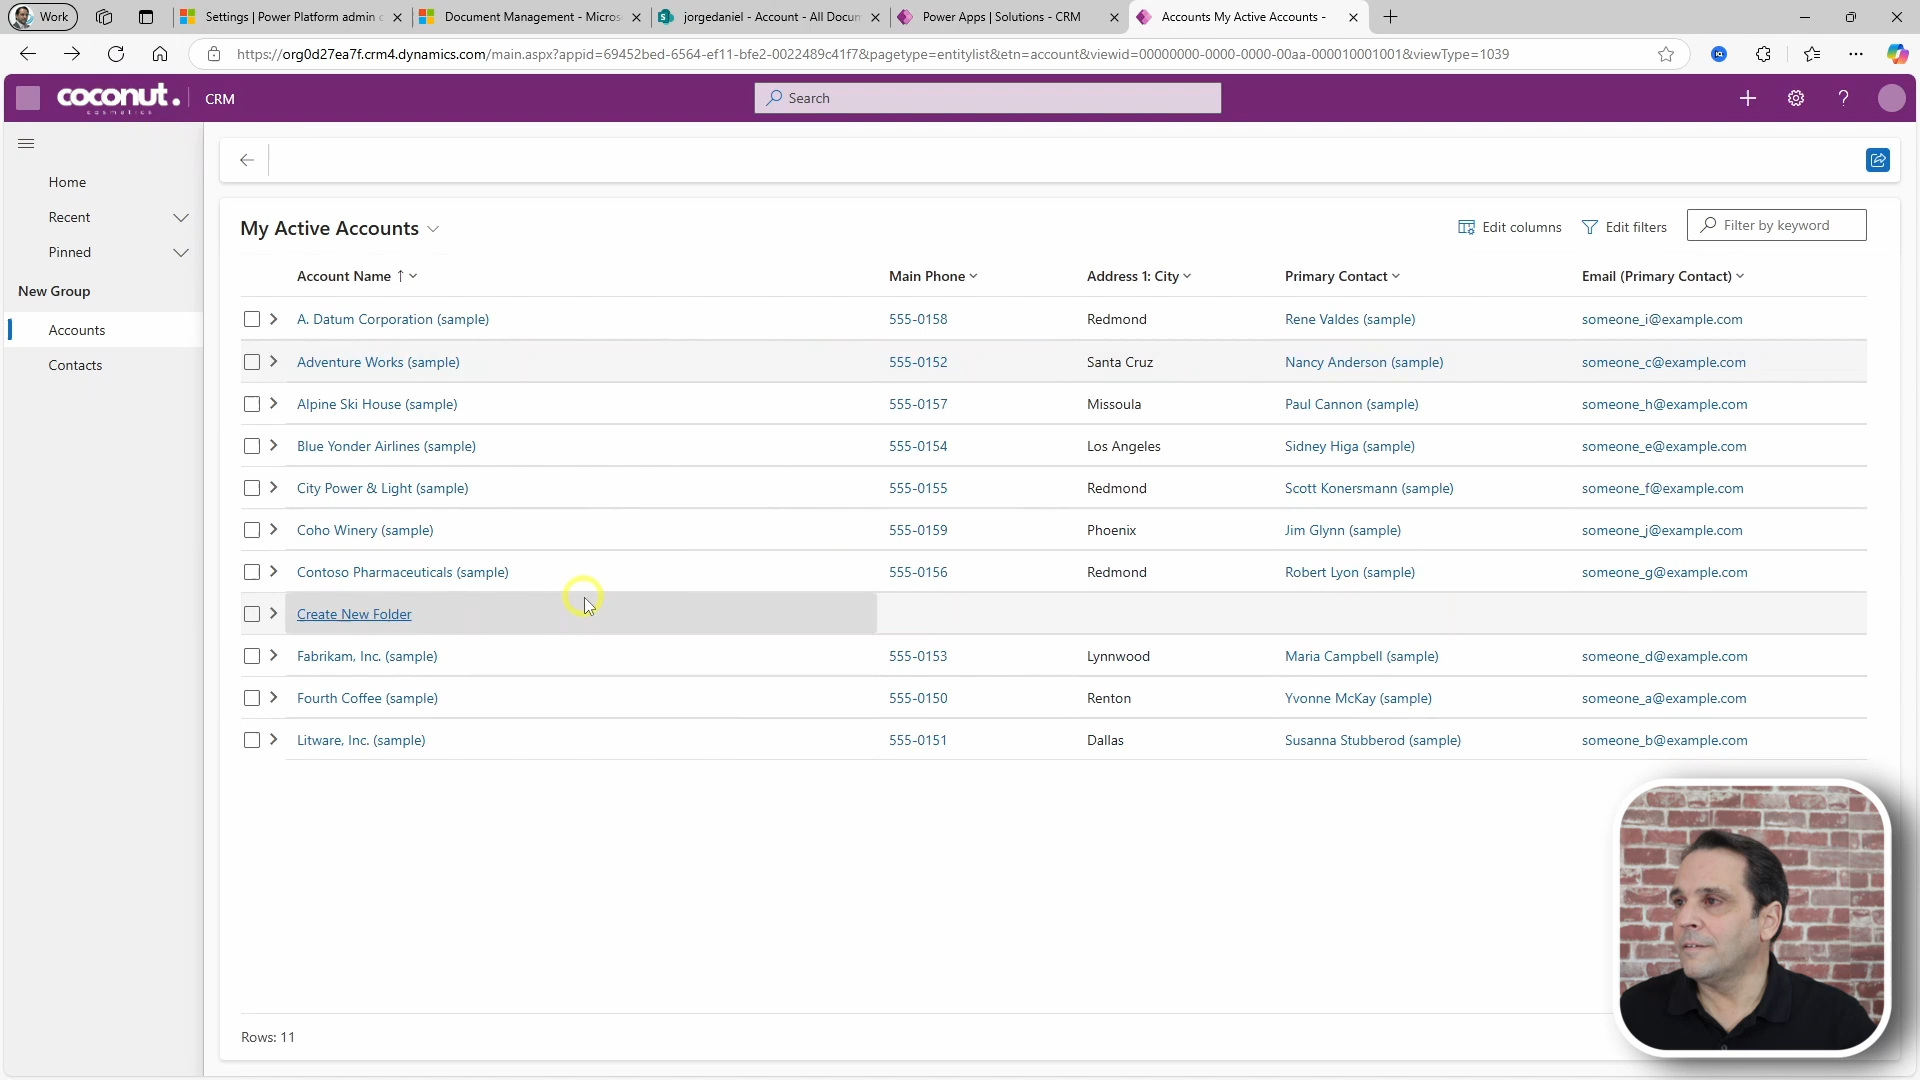 Work
Settings | Power Platform admin c
Document Management - Micros
jorgedaniel - Account - All Docum
Power Apps | Solutions - CRM
Accounts My Active Accounts -
https://org0d27ea7f.crm4.dynamics.com/main.aspx?appid=69452bed-6564-ef11-bfe2-0022489c41f7&pagetype=entitylist&etn=account&viewid=00000000-0000-0000-00aa-000010001001&viewType=1039
coconut.
cosmetics
CRM
Search
Home
Recent
Pinned
New Group
Accounts
Contacts
My Active Accounts
Edit columns
Edit filters
Filter by keyword
Account Name ↑ Main Phone Address 1: City Primary Contact Email (Primary Contact)
A. Datum Corporation (sample) 555-0158 Redmond Rene Valdes (sample) someone_i@example.com
Adventure Works (sample) 555-0152 Santa Cruz Nancy Anderson (sample) someone_c@example.com
Alpine Ski House (sample) 555-0157 Missoula Paul Cannon (sample) someone_h@example.com
Blue Yonder Airlines (sample) 555-0154 Los Angeles Sidney Higa (sample) someone_e@example.com
City Power & Light (sample) 555-0155 Redmond Scott Konersmann (sample) someone_f@example.com
Coho Winery (sample) 555-0159 Phoenix Jim Glynn (sample) someone_j@example.com
Contoso Pharmaceuticals (sample) 555-0156 Redmond Robert Lyon (sample) someone_g@example.com
Create New Folder
Fabrikam, Inc. (sample) 555-0153 Lynnwood Maria Campbell (sample) someone_d@example.com
Fourth Coffee (sample) 555-0150 Renton Yvonne McKay (sample) someone_a@example.com
Litware, Inc. (sample) 555-0151 Dallas Susanna Stubberod (sample) someone_b@example.com
Rows: 11